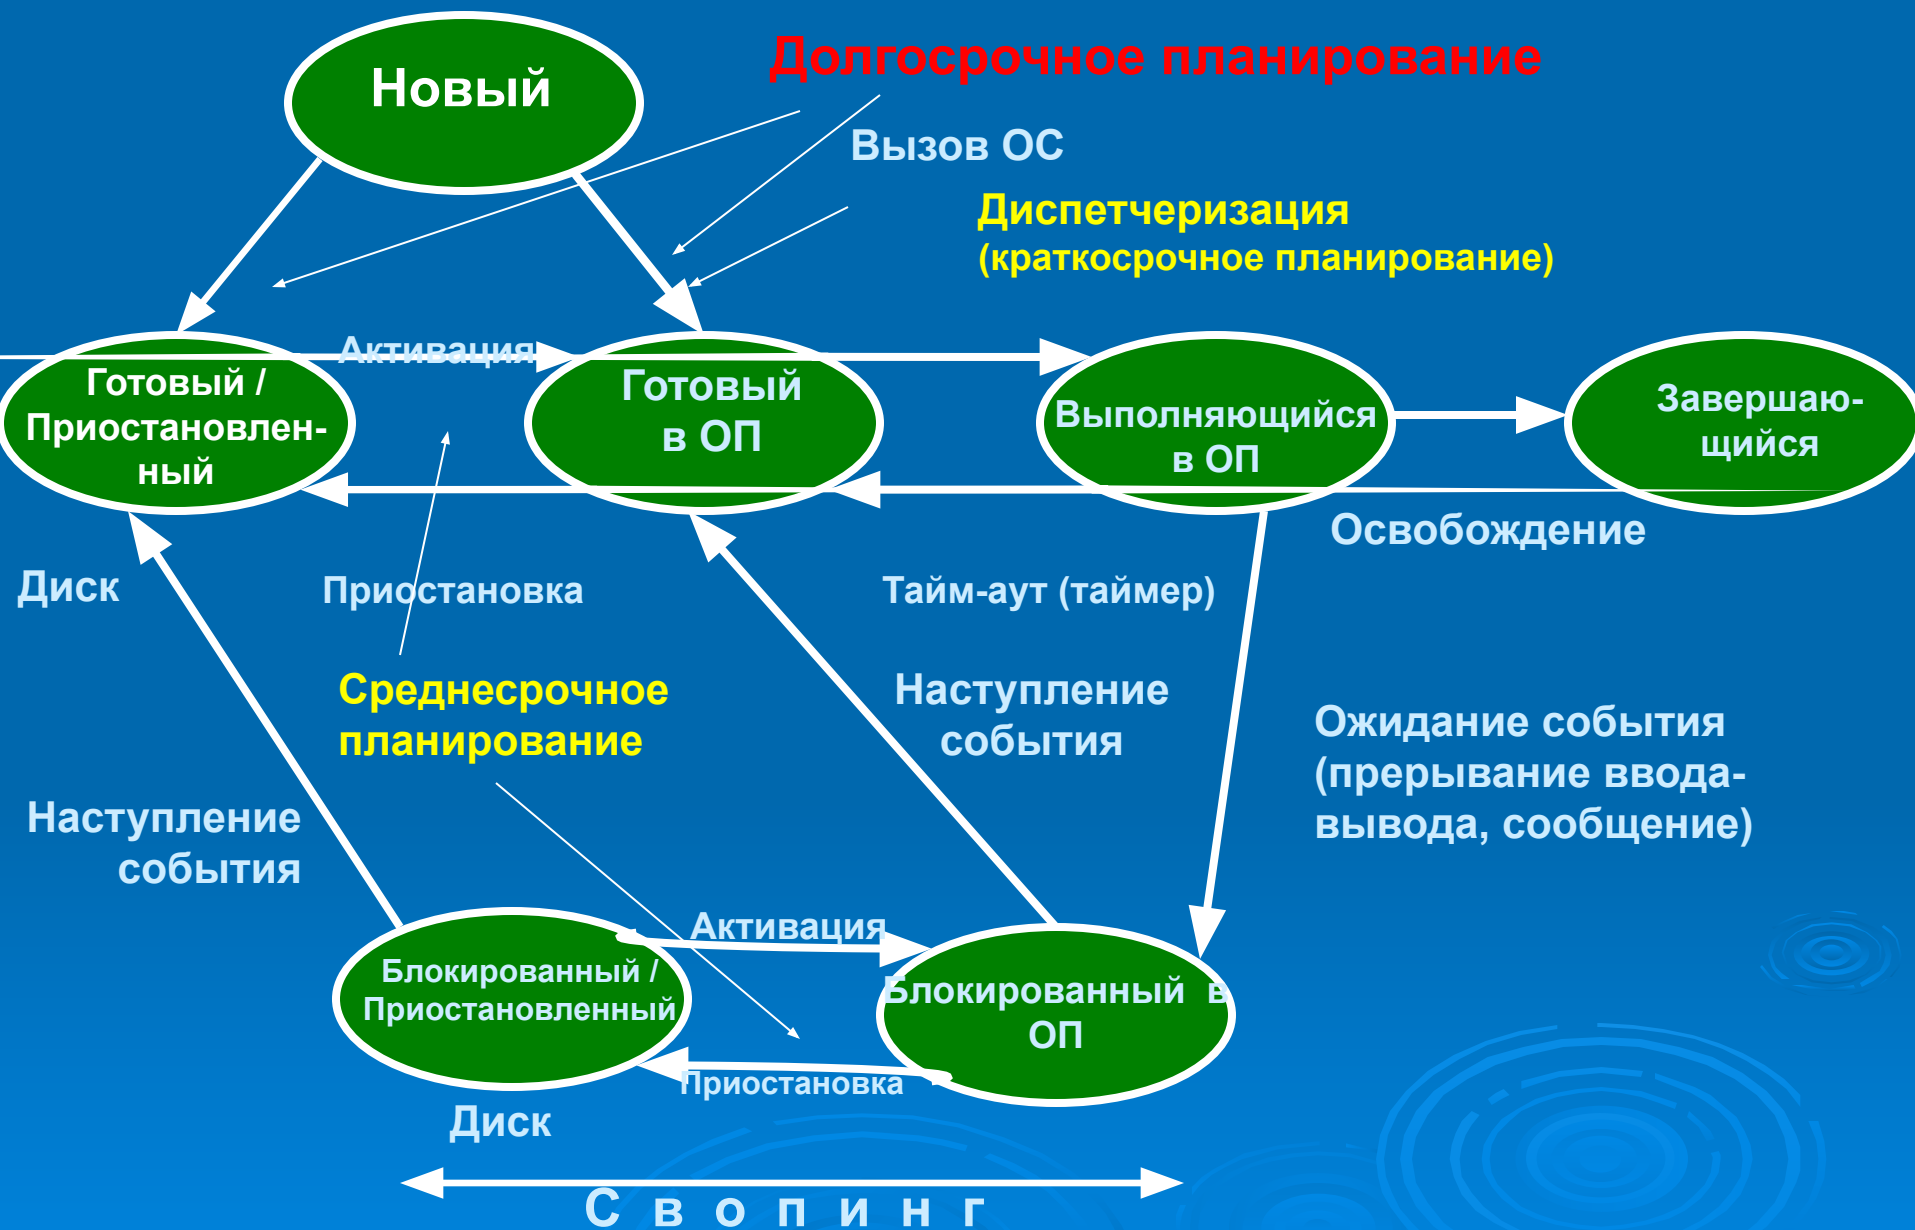 Новый
Долгосрочное планирование
Вызов ОС
Диспетчеризация
(краткосрочное планирование)
Активация
Готовый /
Приостановлен-
ный
Готовый
в ОП
Выполняющийся
в ОП
Завершаю-
щийся
Освобождение
Диск
Приостановка
Тайм-аут (таймер)
Среднесрочное
планирование
Наступление
события
Ожидание события
(прерывание ввода-
вывода, сообщение)
Наступление
события
Активация
Блокированный /
Приостановленный
Блокированный в
ОП
Приостановка
Диск
С в о п и н г